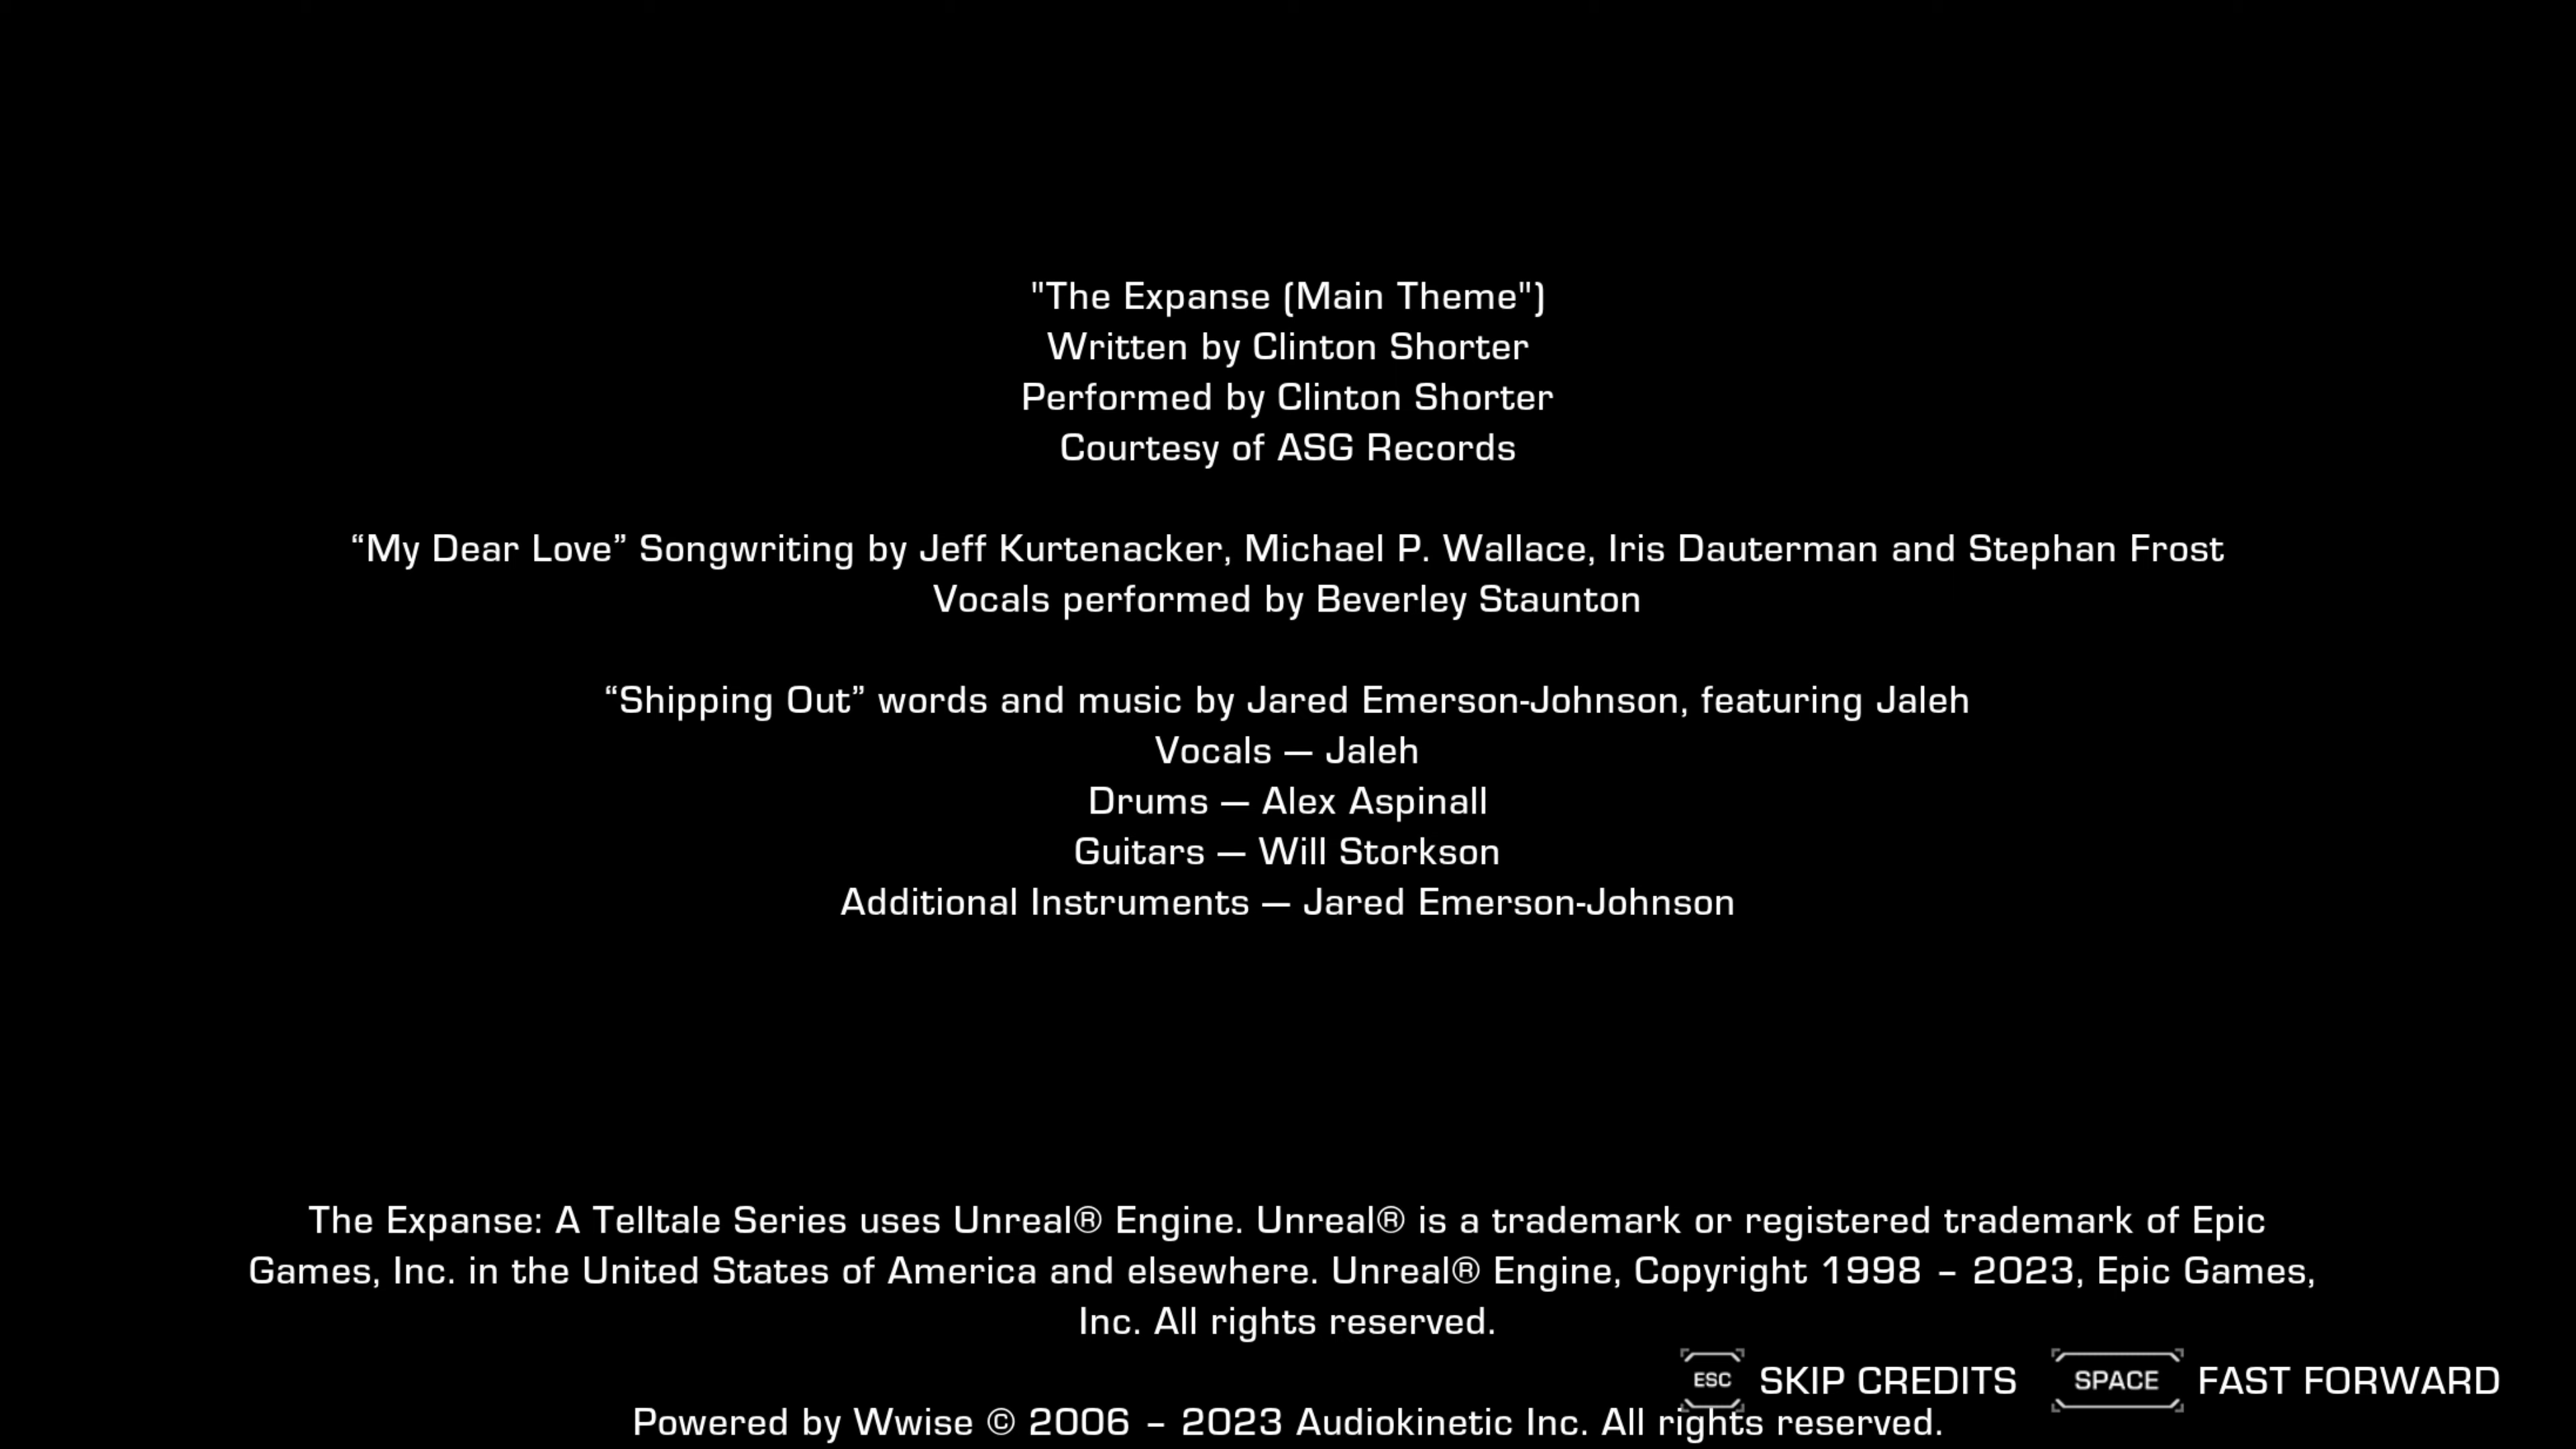 "The Expanse (Main Theme")
Written by Clinton Shorter
Performed by Clinton Shorter
Courtesy of ASG Records
“My Dear Love” Songwriting by Jeff Kurtenacker, Michael P. Wallace, Iris Dauterman and Stephan Frost
Vocals performed by Beverley Staunton
“Shipping Out” words and music by Jared Emerson-Johnson, featuring Jaleh
Vocals — Jaleh
Drums — Alex Aspinall
Guitars — Will Storkson
Additional Instruments — Jared Emerson-Johnson
The Expanse: A Telltale Series uses Unreal® Engine. Unreal® is a trademark or registered trademark of Epic
Games, Inc. in the United States of America and elsewhere. Unreal® Engine, Copyright 1998 – 2023, Epic Games,
Inc. All rights reserved.
ESC SKIP CREDITS SPACE FAST FORWARD
Powered by Wwise © 2006 – 2023 Audiokinetic Inc. All rights reserved.